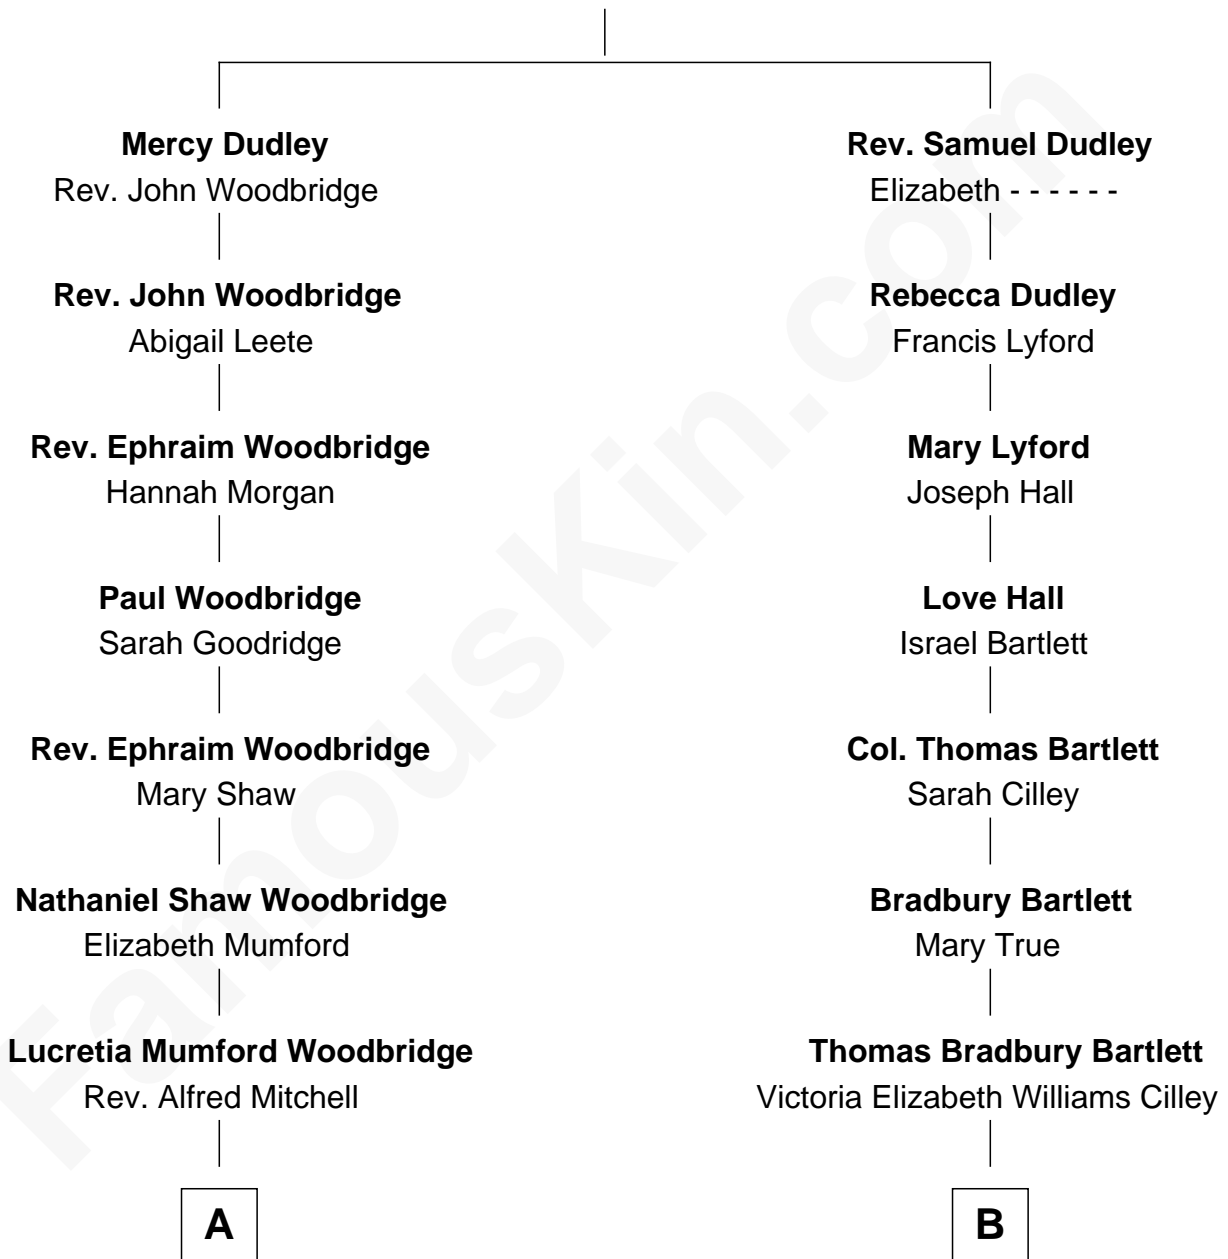 Mercy Dudley
Rev. John Woodbridge
Rev. John Woodbridge
Abigail Leete
Rev. Ephraim Woodbridge
Hannah Morgan
Paul Woodbridge
Sarah Goodridge
Rev. Ephraim Woodbridge
Mary Shaw
Nathaniel Shaw Woodbridge
Elizabeth Mumford
Lucretia Mumford Woodbridge
Rev. Alfred Mitchell
A
Rev. Samuel Dudley
Elizabeth - - - - - -
Rebecca Dudley
Francis Lyford
Mary Lyford
Joseph Hall
Love Hall
Israel Bartlett
Col. Thomas Bartlett
Sarah Cilley
Bradbury Bartlett
Mary True
Thomas Bradbury Bartlett
Victoria Elizabeth Williams Cilley
B
FamousKin.com